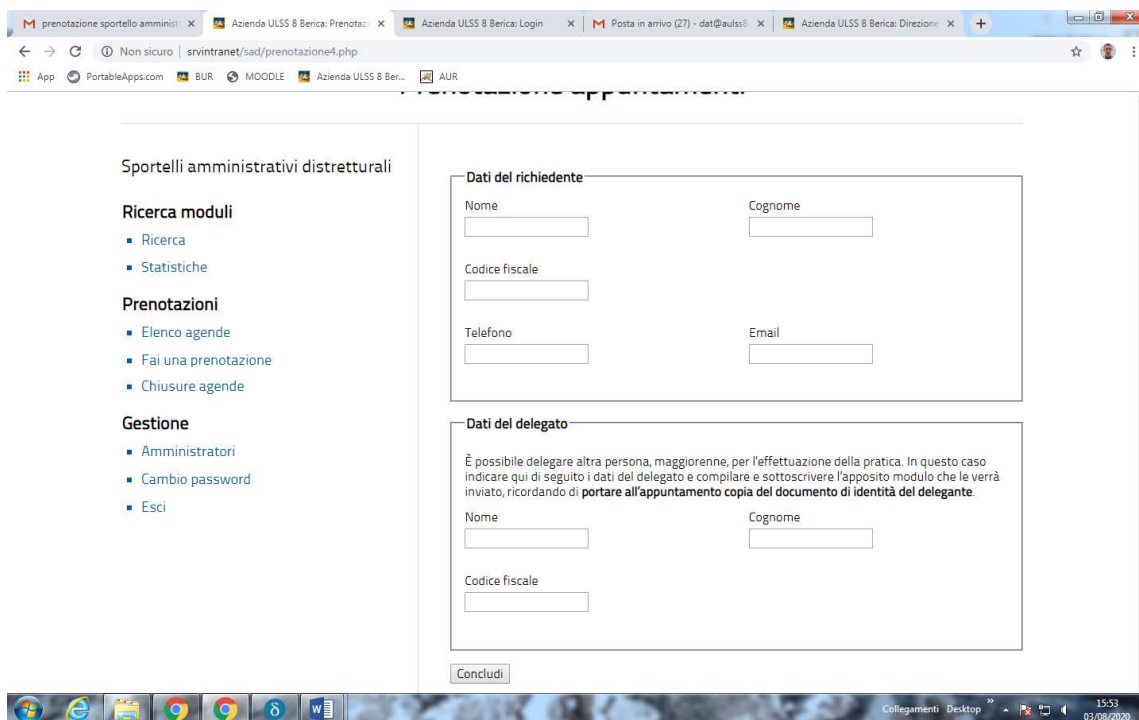 prenotazione sportello amminist
Azienda ULSS 8 Berica: Prenotaz
Azienda ULSS 8 Berica: Login
Posta in arrivo (27) - dat@aulss8.
Azienda ULSS 8 Berica: Direzione
Non sicuro | srvintranet/sad/prenotazione4.php
App PortableApps.com BUR MOODLE Azienda ULSS 8 Ber... AUR
Prenotazione appuntamenti
Sportelli amministrativi distretturali
Ricerca moduli
Ricerca
Statistiche
Prenotazioni
Elenco agende
Fai una prenotazione
Chiusure agende
Gestione
Amministratori
Cambio password
Esci
Dati del richiedente
Nome Cognome
Codice fiscale
Telefono Email
Dati del delegato
È possibile delegare altra persona, maggiorenne, per l'effettuazione della pratica. In questo caso
indicare qui di seguito i dati del delegato e compilare e sottoscrivere l'apposito modulo che le verrà
inviato, ricordando di portare all'appuntamento copia del documento di identità del delegante.
Nome Cognome
Codice fiscale
Concludi
Collegamenti Desktop
15:53
03/08/2020